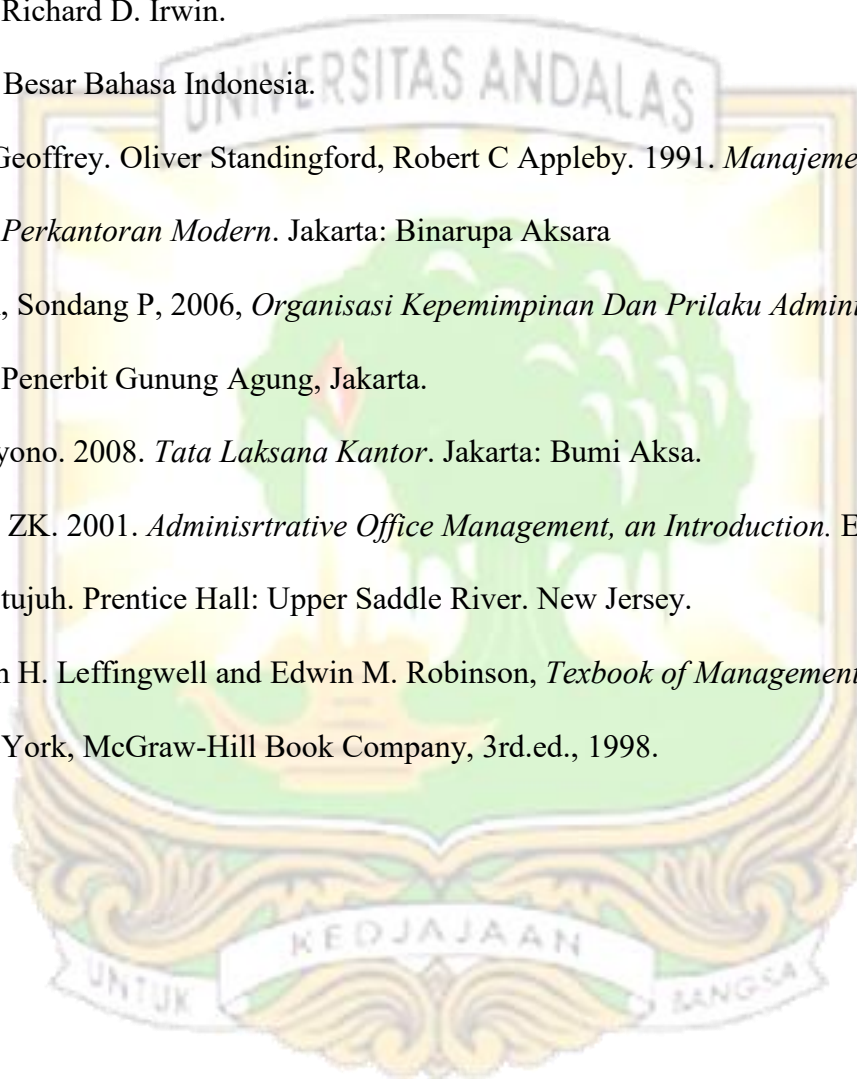 Richard D. Irwin.
UNIVERSITAS ANDALAS
Besar Bahasa Indonesia.
Geoffrey. Oliver Standingford, Robert C Appleby. 1991. Manajeme
Perkantoran Modern. Jakarta: Binarupa Aksara
, Sondang P, 2006, Organisasi Kepemimpinan Dan Prilaku Admini
Penerbit Gunung Agung, Jakarta.
yono. 2008. Tata Laksana Kantor. Jakarta: Bumi Aksa.
ZK. 2001. Adminisrtrative Office Management, an Introduction. E
tujuh. Prentice Hall: Upper Saddle River. New Jersey.
n H. Leffingwell and Edwin M. Robinson, Texbook of Management
York, McGraw-Hill Book Company, 3rd.ed., 1998.
UNTUK KEDJAJAAN BANGSA